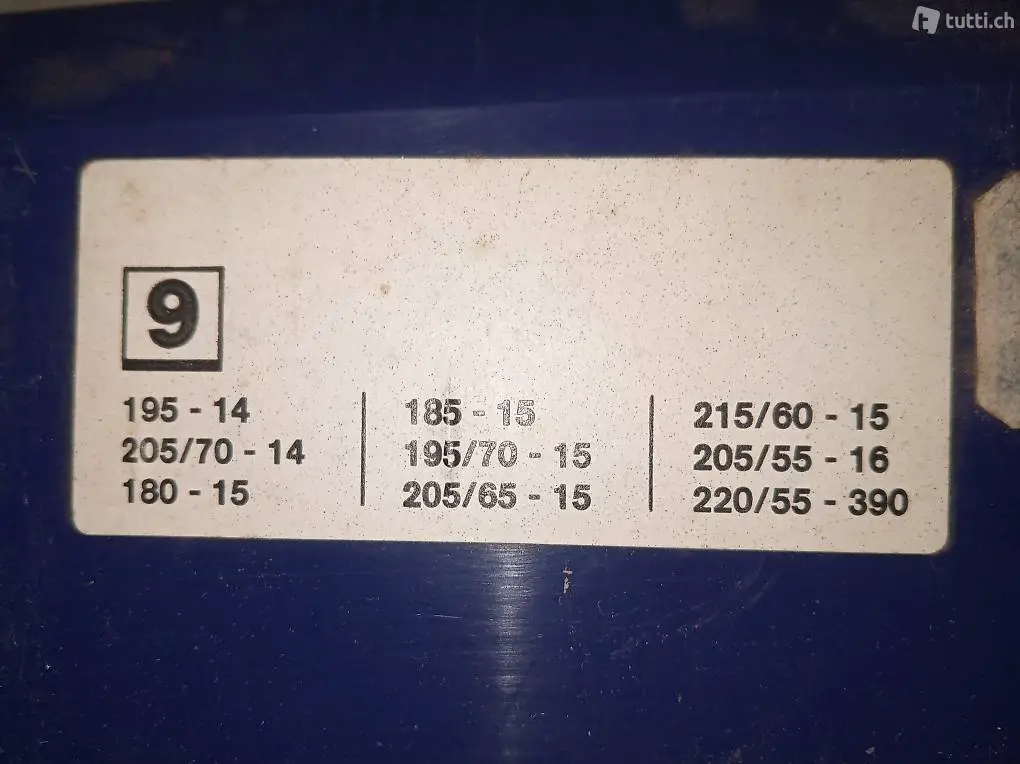 tutti.ch
9
195 - 14
205/70 - 14
180 - 15
185 - 15
195/70 - 15
205/65 - 15
215/60 - 15
205/55 - 16
220/55 - 390